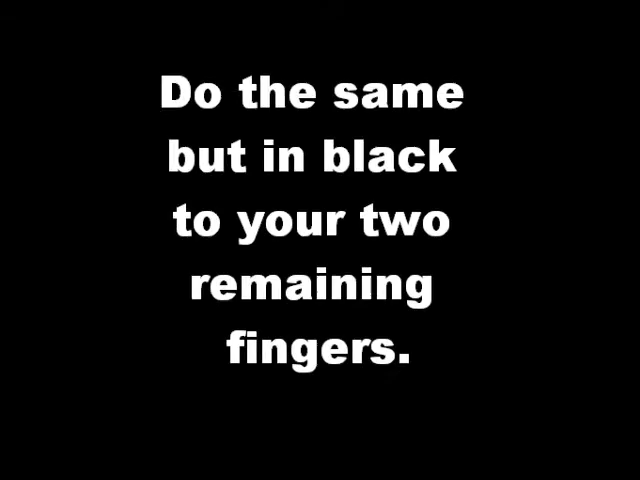 Do the same
but in black
to your two
remaining
fingers.